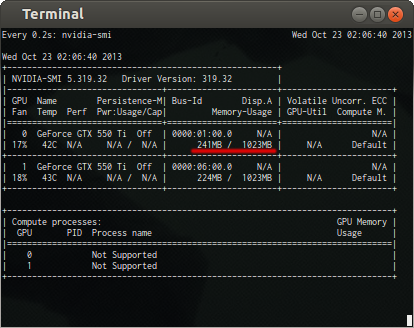 Terminal
Every 0.2s: nvidia-smi Wed Oct 23 02:06:40 2013
Wed Oct 23 02:06:40 2013
+------------------------------------------------------+
| NVIDIA-SMI 5.319.32 Driver Version: 319.32 |
|-------------------------------+----------------------+----------------------+
| GPU Name Persistence-M| Bus-Id Disp.A | Volatile Uncorr. ECC |
| Fan Temp Perf Pwr:Usage/Cap| Memory-Usage | GPU-Util Compute M. |
|===============================+======================+======================|
| 0 GeForce GTX 550 Ti Off | 0000:01:00.0 N/A | N/A |
| 17% 42C N/A N/A / N/A | 241MB / 1023MB | N/A Default |
+-------------------------------+----------------------+----------------------+
| 1 GeForce GTX 550 Ti Off | 0000:06:00.0 N/A | N/A |
| 18% 43C N/A N/A / N/A | 224MB / 1023MB | N/A Default |
+-------------------------------+----------------------+----------------------+
+-----------------------------------------------------------------------------+
| Compute processes: GPU Memory |
| GPU PID Process name Usage |
|=============================================================================|
| 0 Not Supported |
| 1 Not Supported |
+-----------------------------------------------------------------------------+